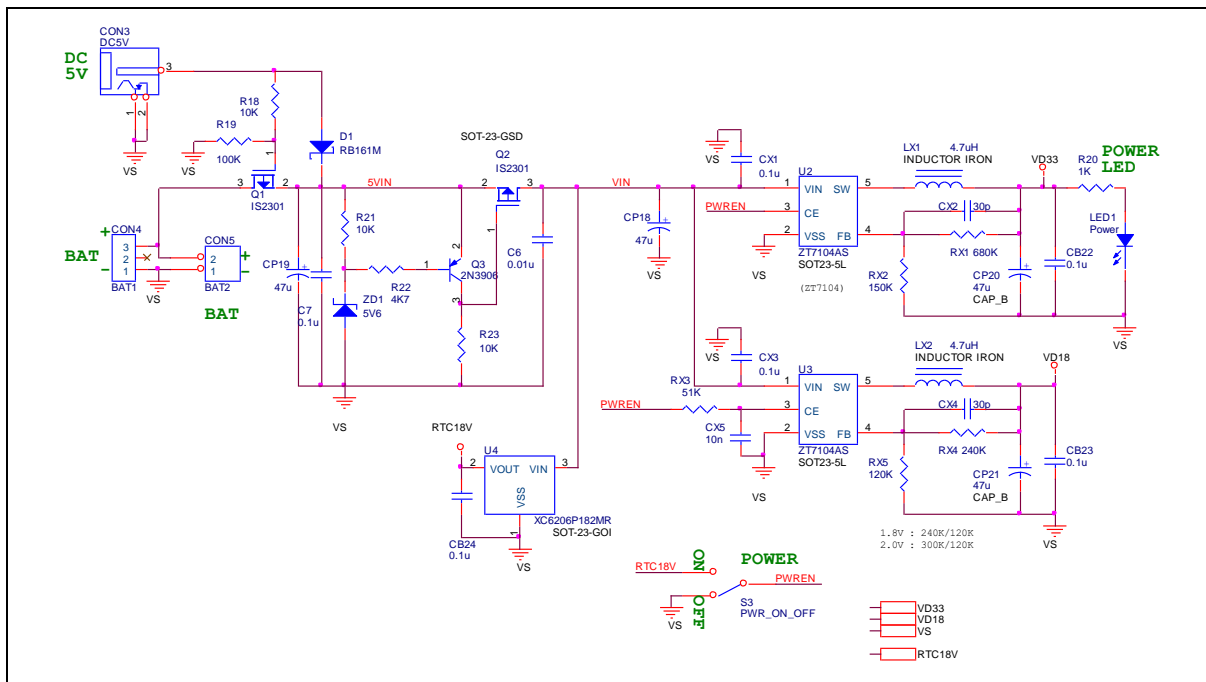 CON3
DC5V
DC
5V
3
1
2
VS
R18
10K
R19
100K
VS
1
3
2
Q1
IS2301
D1
RB161M
5VIN
SOT-23-GSD
Q2
IS2301
2
3
1
VIN
CON4
+
BAT
-
3
2
1
BAT1
VS
CON5
2
1
+
-
BAT2
BAT
CP19
47u
+
C7
0.1u
R21
10K
ZD1
5V6
R22
4K7
1
2
3
Q3
2N3906
R23
10K
C6
0.01u
VS
RTC18V
U4
2
VOUT
VIN
3
VSS
1
XC6206P182MR
SOT-23-GOI
CB24
0.1u
VS
CP18
47u
+
VS
CX1
0.1u
PWREN
VS
U2
1
VIN
SW
5
3
CE
2
VSS
FB
4
ZT7104AS
SOT23-5L
(ZT7104)
LX1
4.7uH
INDUCTOR IRON
CX2
30p
RX1 680K
RX2
150K
CP20
47u
CAP_B
+
VD33
CB22
0.1u
R20
1K
POWER
LED
LED1
Power
VS
VS
CX3
0.1u
PWREN
RX3
51K
CX5
10n
VS
U3
1
VIN
SW
5
3
CE
2
VSS
FB
4
ZT7104AS
SOT23-5L
LX2
4.7uH
INDUCTOR IRON
CX4
30p
RX4 240K
RX5
120K
CP21
47u
CAP_B
+
VD18
CB23
0.1u
VS
1.8V : 240K/120K
2.0V : 300K/120K
RTC18V
ON
OFF
POWER
PWREN
S3
PWR_ON_OFF
VS
VD33
VD18
VS
RTC18V